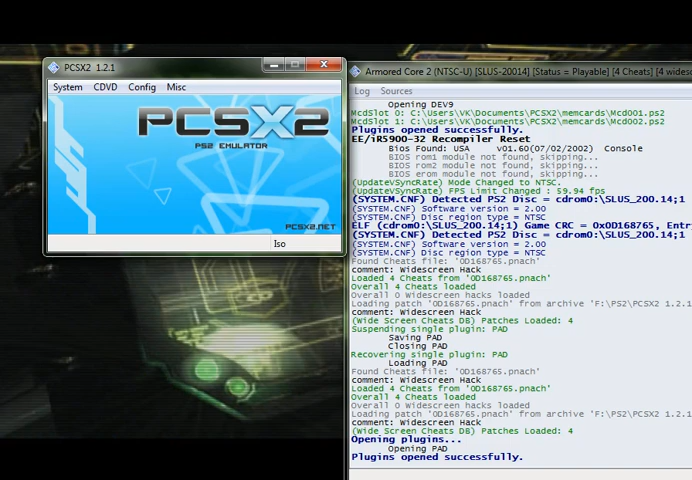 PCSX2 1.2.1
System CDVD Config Misc
PCSX2
PS2 EMULATOR
PCSX2.NET
Iso
Armored Core 2 (NTSC-U) [SLUS-20014] [Status = Playable] [4 Cheats] [4 widesc
Log Sources
Opening DEV9
McdSlot 0: C:\Users\VK\Documents\PCSX2\memcards\Mcd001.ps2
McdSlot 1: C:\Users\VK\Documents\PCSX2\memcards\Mcd002.ps2
Plugins opened successfully.
EE/iR5900-32 Recompiler Reset
Bios Found: USA v01.60(07/02/2002) Console
BIOS rom1 module not found, skipping...
BIOS rom2 module not found, skipping...
BIOS erom module not found, skipping...
(UpdateVSyncRate) Mode Changed to NTSC.
(UpdateVSyncRate) FPS Limit Changed : 59.94 fps
(SYSTEM.CNF) Detected PS2 Disc = cdrom0:\SLUS_200.14;1
(SYSTEM.CNF) Software version = 2.00
(SYSTEM.CNF) Disc region type = NTSC
ELF (cdrom0:\SLUS_200.14;1) Game CRC = 0x0D168765, Entr
(SYSTEM.CNF) Detected PS2 Disc = cdrom0:\SLUS_200.14;1
(SYSTEM.CNF) Software version = 2.00
(SYSTEM.CNF) Disc region type = NTSC
Found Cheats file: '0D168765.pnach'
comment: Widescreen Hack
Loaded 4 Cheats from '0D168765.pnach'
Overall 4 Cheats loaded
Overall 0 Widescreen hacks loaded
Loading patch '0D168765.pnach' from archive 'F:\PS2\PCSX2 1.2.1
comment: Widescreen Hack
(Wide Screen Cheats DB) Patches Loaded: 4
Suspending single plugin: PAD
Saving PAD
Closing PAD
Recovering single plugin: PAD
Loading PAD
Found Cheats file: '0D168765.pnach'
comment: Widescreen Hack
Loaded 4 Cheats from '0D168765.pnach'
Overall 4 Cheats loaded
Overall 0 Widescreen hacks loaded
Loading patch '0D168765.pnach' from archive 'F:\PS2\PCSX2 1.2.1
comment: Widescreen Hack
(Wide Screen Cheats DB) Patches Loaded: 4
Opening plugins...
Opening PAD
Plugins opened successfully.